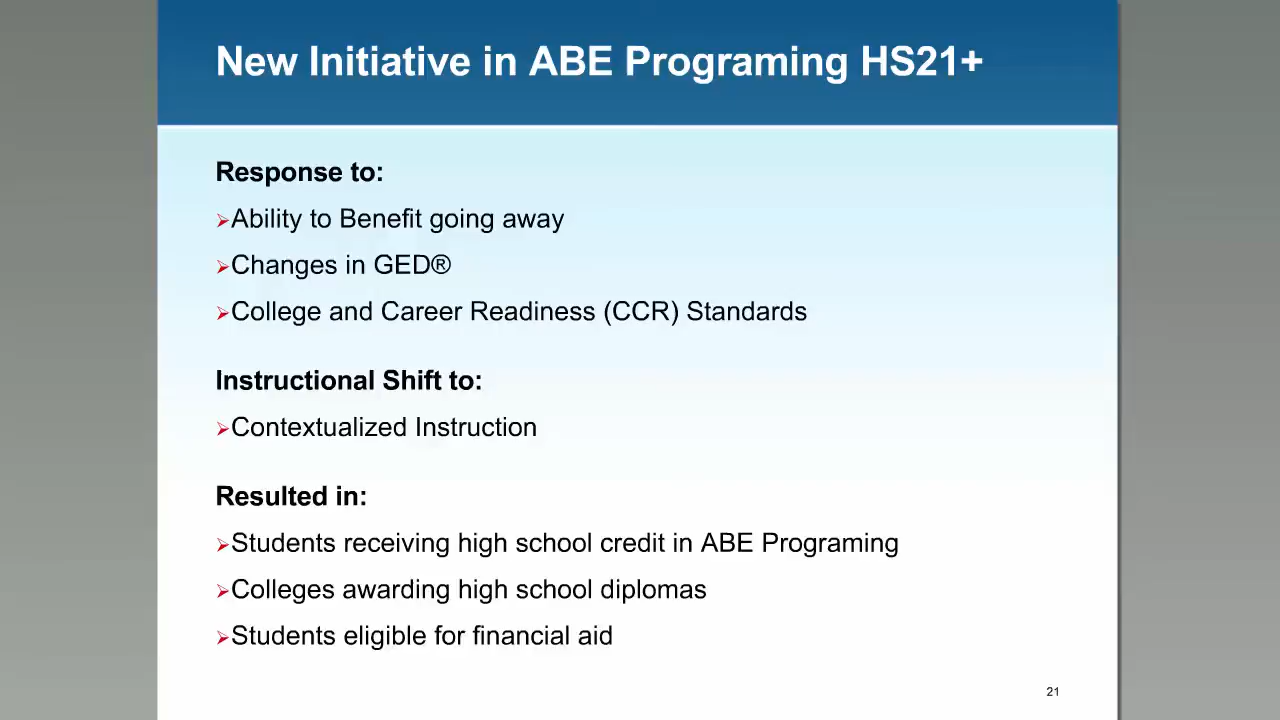 New Initiative in ABE Programing HS21+
Response to:
➢Ability to Benefit going away
➢Changes in GED®
➢College and Career Readiness (CCR) Standards
Instructional Shift to:
➢Contextualized Instruction
Resulted in:
➢Students receiving high school credit in ABE Programing
➢Colleges awarding high school diplomas
➢Students eligible for financial aid
21